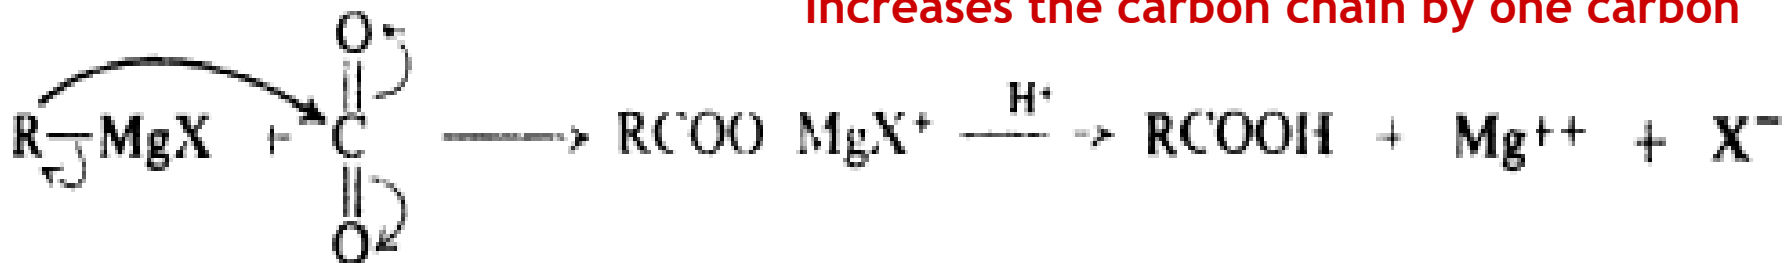 Increases the carbon chain by one carbon
O
R—MgX + C ⟶ RCOO MgX⁺ —H⁺→ RCOOH + Mg⁺⁺ + X⁻
O